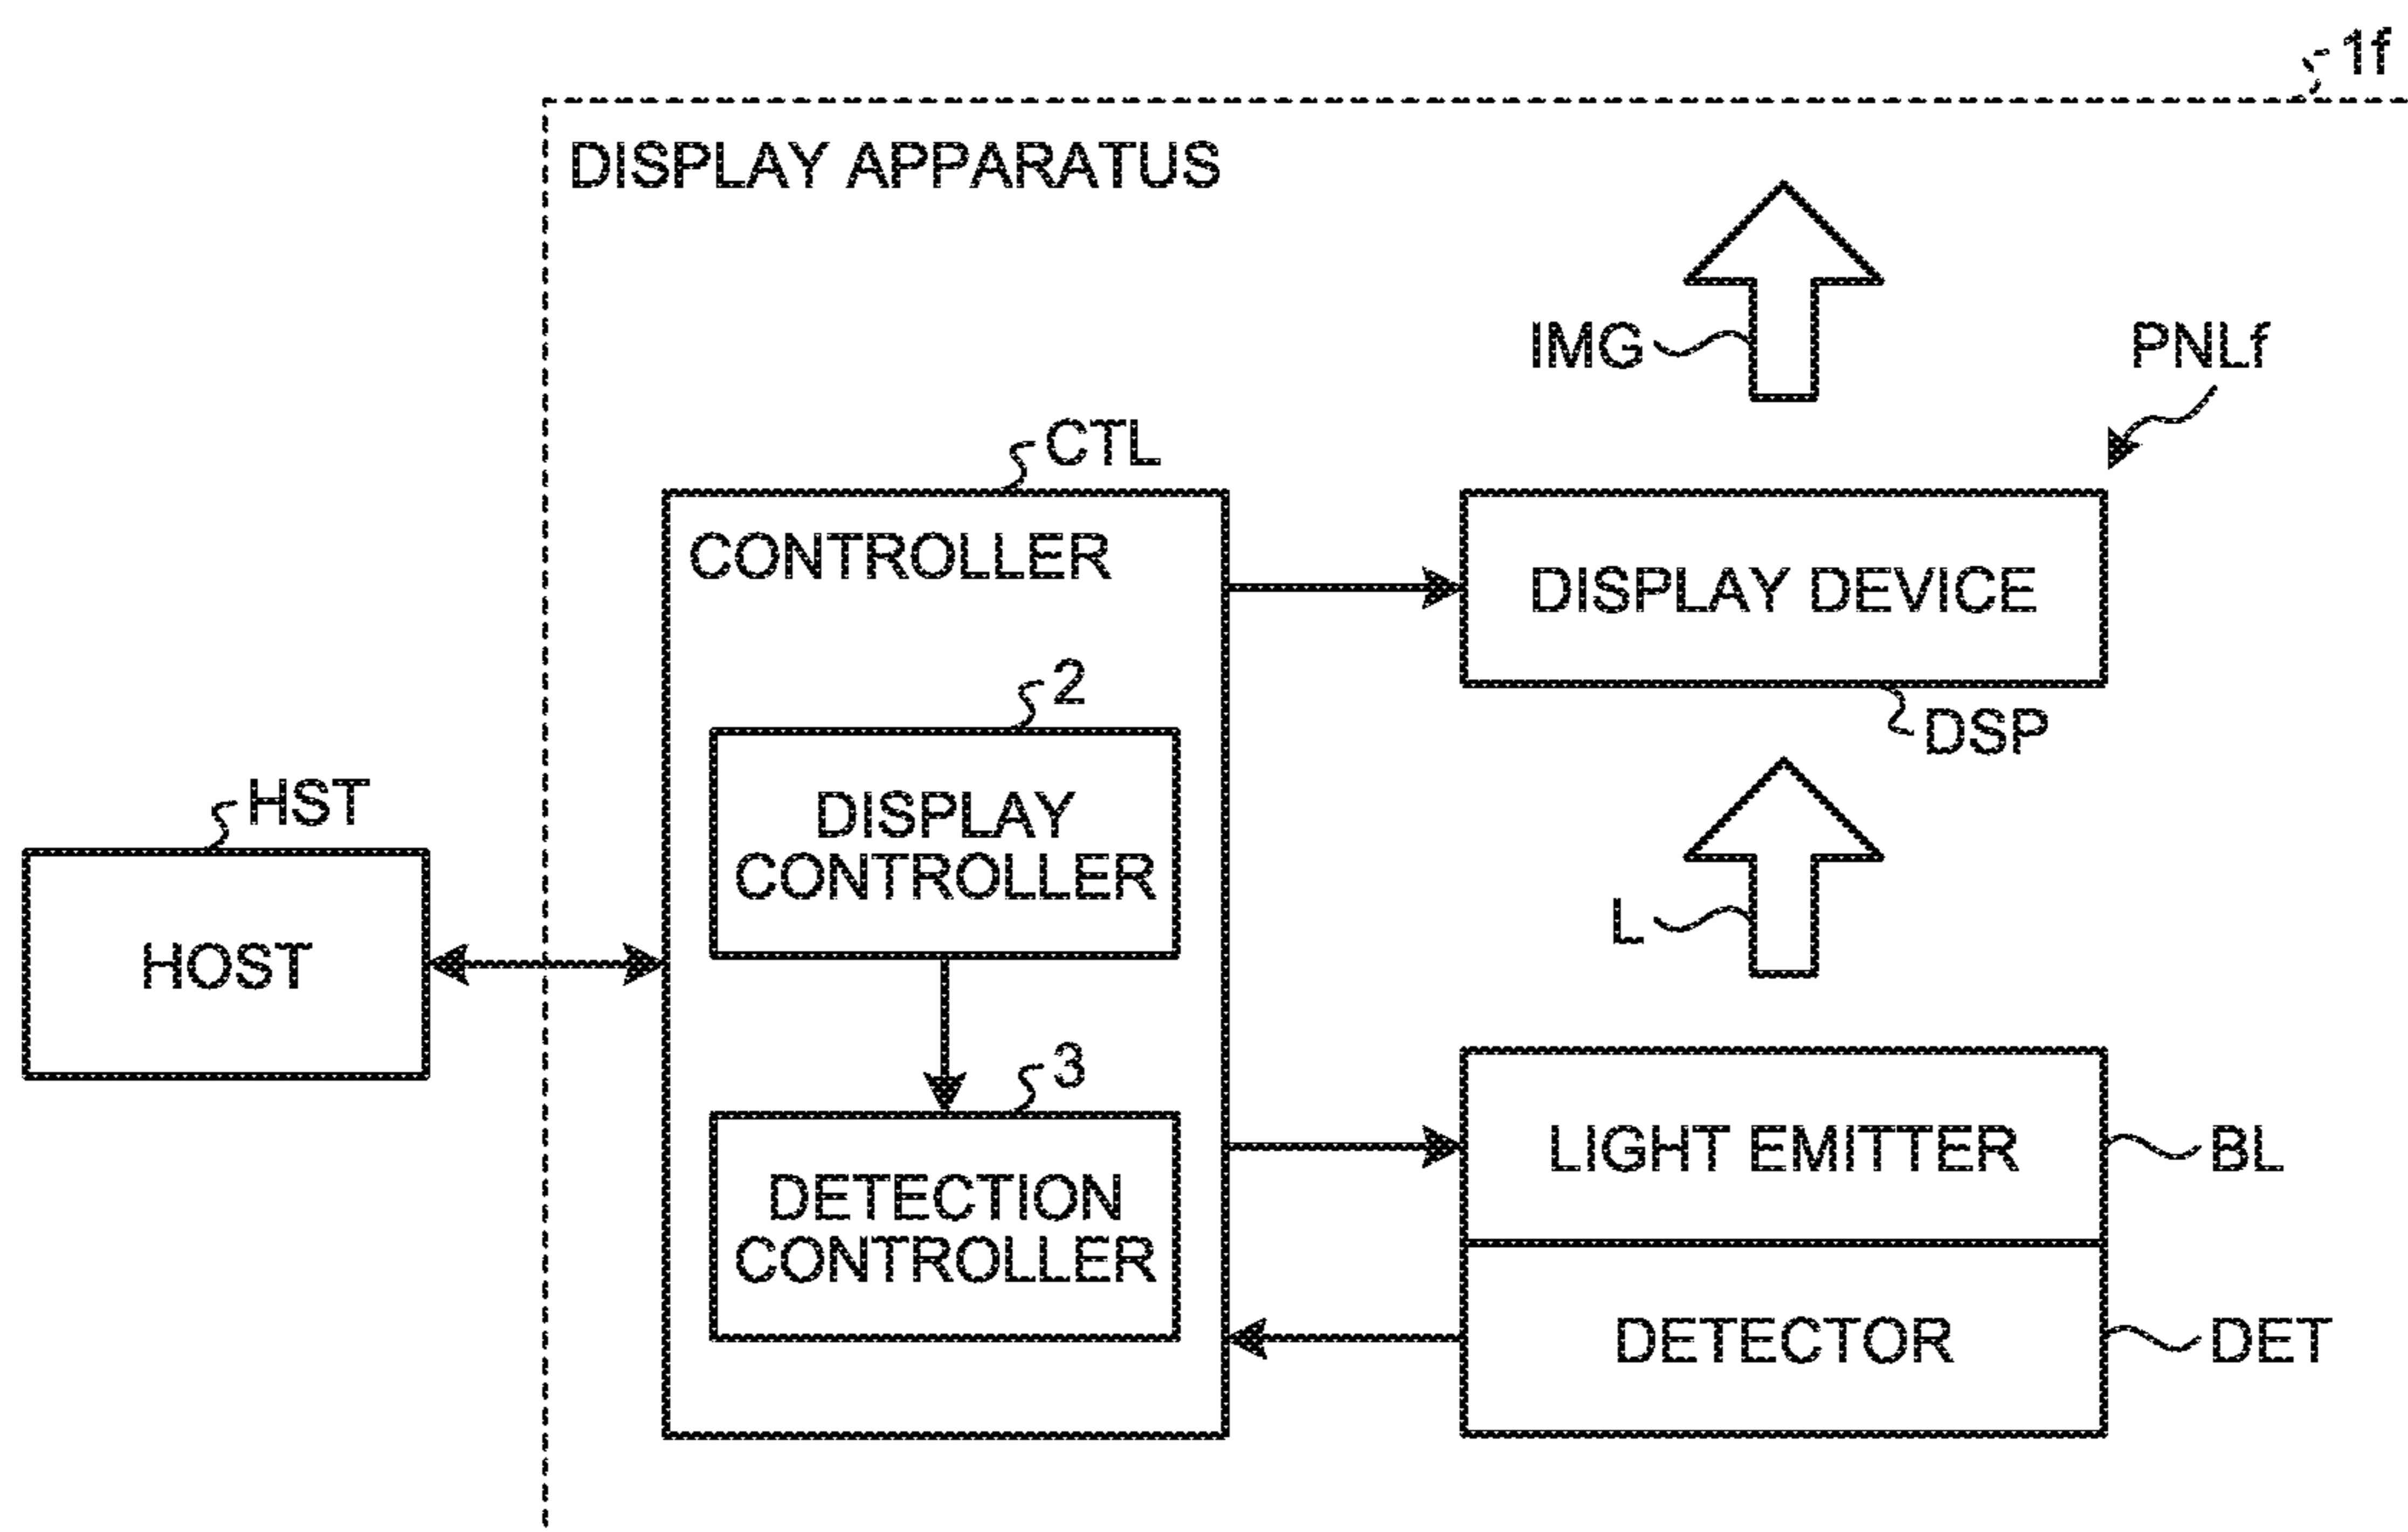 1f
DISPLAY APPARATUS
IMG
PNLf
CTL
CONTROLLER
DISPLAY DEVICE
DSP
2
DISPLAY
CONTROLLER
HST
HOST
L
3
DETECTION
CONTROLLER
LIGHT EMITTER
BL
DETECTOR
DET